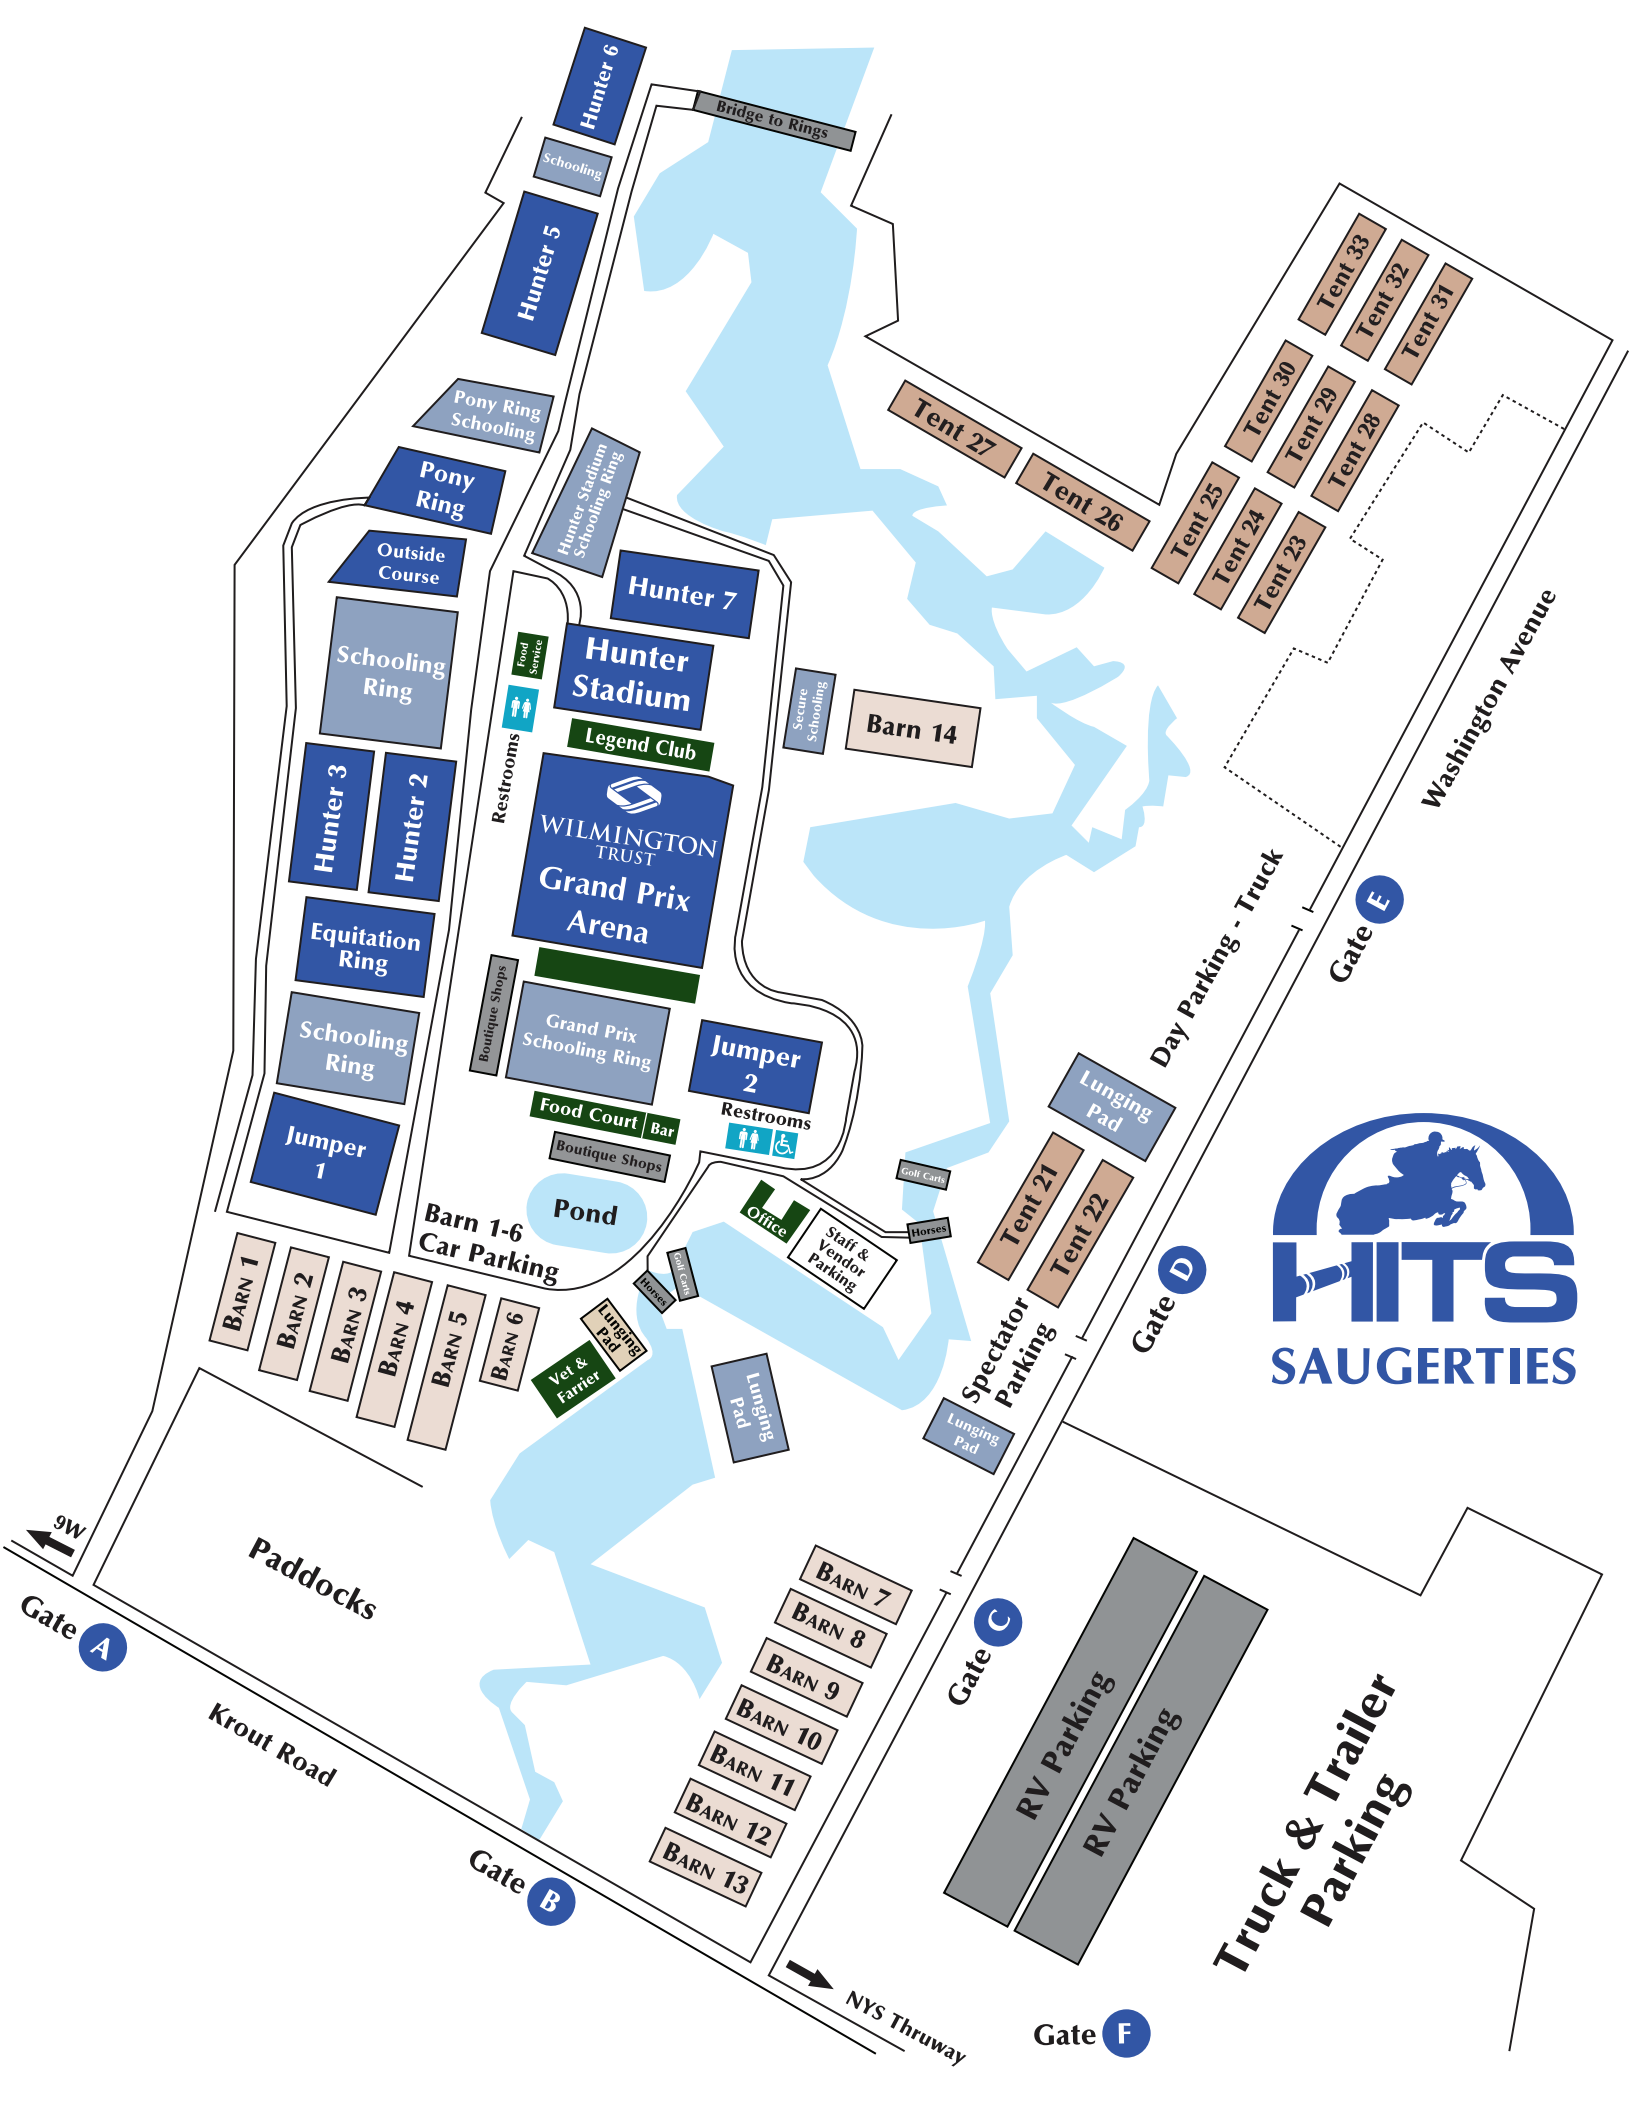 Hunter 6
Bridge to Rings
Schooling
Hunter 5
Tent 33
Tent 32
Tent 31
Tent 30
Tent 29
Tent 28
Tent 27
Tent 26
Tent 25
Tent 24
Tent 23
Pony Ring
Schooling
Pony
Ring
Hunter Stadium
Schooling Ring
Outside
Course
Hunter 7
Schooling
Ring
Food
Service
Hunter
Stadium
Restrooms
Legend Club
Secure
Schooling
Barn 14
Washington Avenue
Hunter 3
Hunter 2
WILMINGTON
TRUST
Grand Prix
Arena
Equitation
Ring
Day Parking - Truck
Gate E
Boutique Shops
Schooling
Ring
Grand Prix
Schooling Ring
Jumper
2
Restrooms
Food Court
Bar
Boutique Shops
Jumper
1
Lunging
Pad
Tent 21
Tent 22
Golf Carts
Horses
Pond
Office
Staff &
Vendor
Parking
Barn 1-6
Car Parking
Golf Carts
Horses
HITS
SAUGERTIES
Gate D
Barn 1
Barn 2
Barn 3
Barn 4
Barn 5
Barn 6
Lunging
Pad
Vet &
Farrier
Lunging
Pad
Spectator
Parking
Lunging
Pad
9W
Gate A
Paddocks
Krout Road
Gate B
Barn 7
Barn 8
Barn 9
Barn 10
Barn 11
Barn 12
Barn 13
Gate C
RV Parking
RV Parking
Truck & Trailer
Parking
NYS Thruway
Gate F